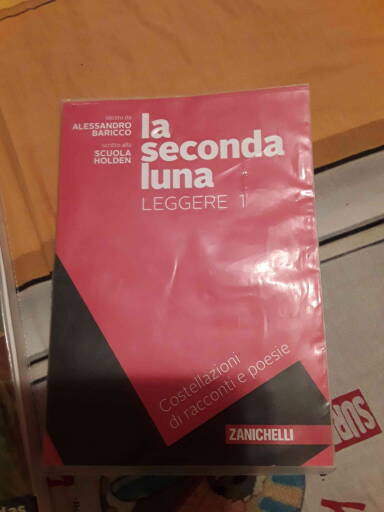 ideato da
ALESSANDRO
BARICCO
scritto alla
SCUOLA
HOLDEN
la
seconda
luna
LEGGERE 1
Costellazioni
di racconti e poesie
ZANICHELLI